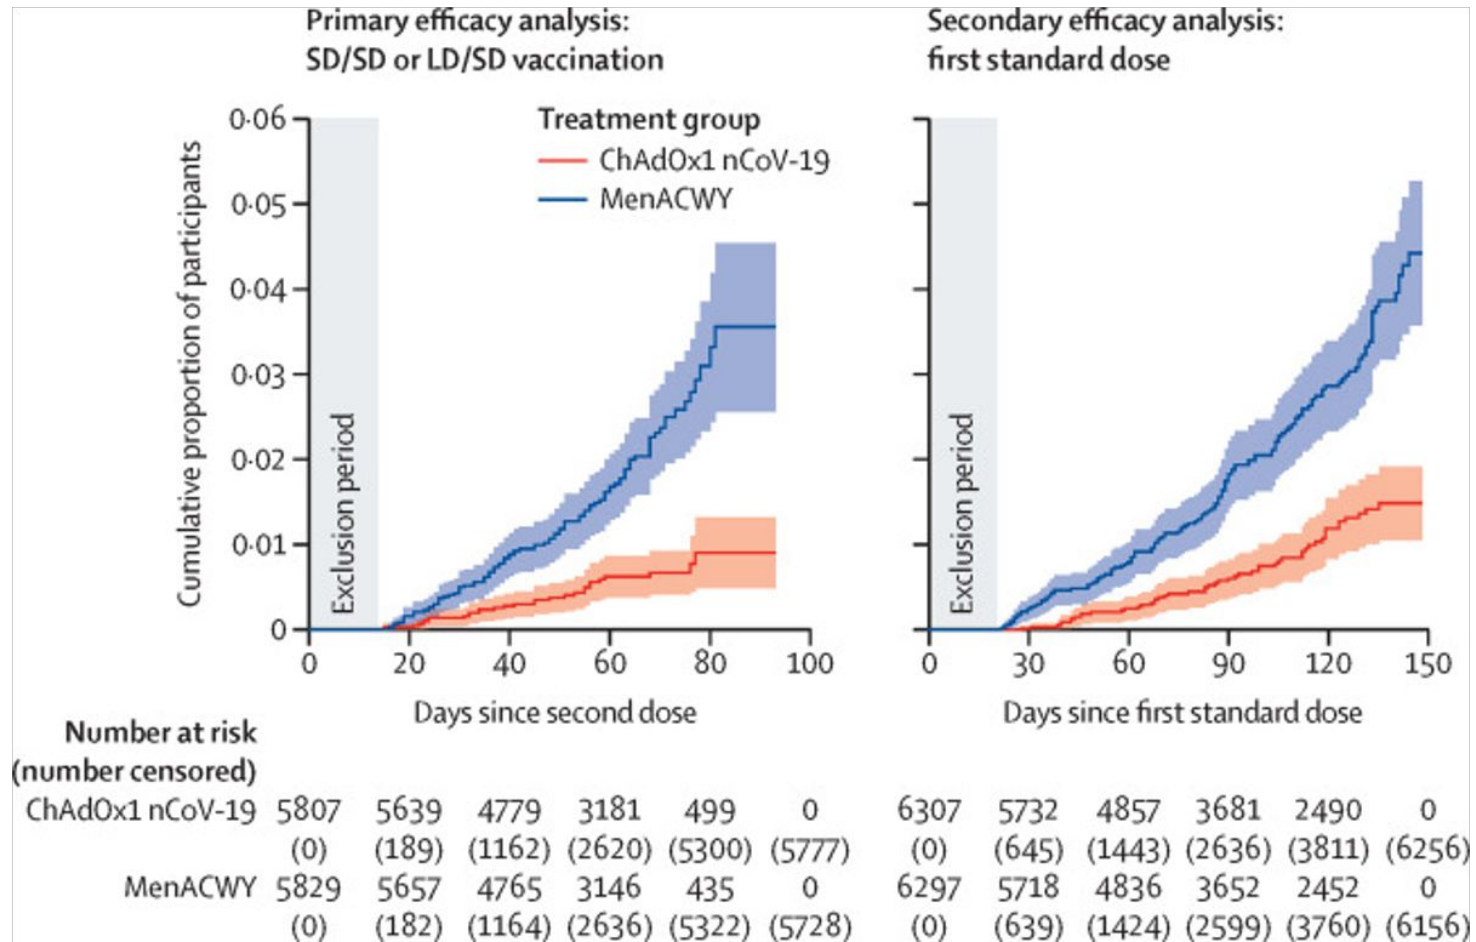 Primary efficacy analysis:
SD/SD or LD/SD vaccination
Secondary efficacy analysis:
first standard dose
Treatment group
ChAdOx1 nCoV-19
MenACWY
Cumulative proportion of participants
0·06
0·05
0·04
0·03
0·02
0·01
0
Exclusion period
0 20 40 60 80 100
Days since second dose
Exclusion period
0 30 60 90 120 150
Days since first standard dose
Number at risk
(number censored)
ChAdOx1 nCoV-19 5807 5639 4779 3181 499 0 6307 5732 4857 3681 2490 0
(0) (189) (1162) (2620) (5300) (5777) (0) (645) (1443) (2636) (3811) (6256)
MenACWY 5829 5657 4765 3146 435 0 6297 5718 4836 3652 2452 0
(0) (182) (1164) (2636) (5322) (5728) (0) (639) (1424) (2599) (3760) (6156)